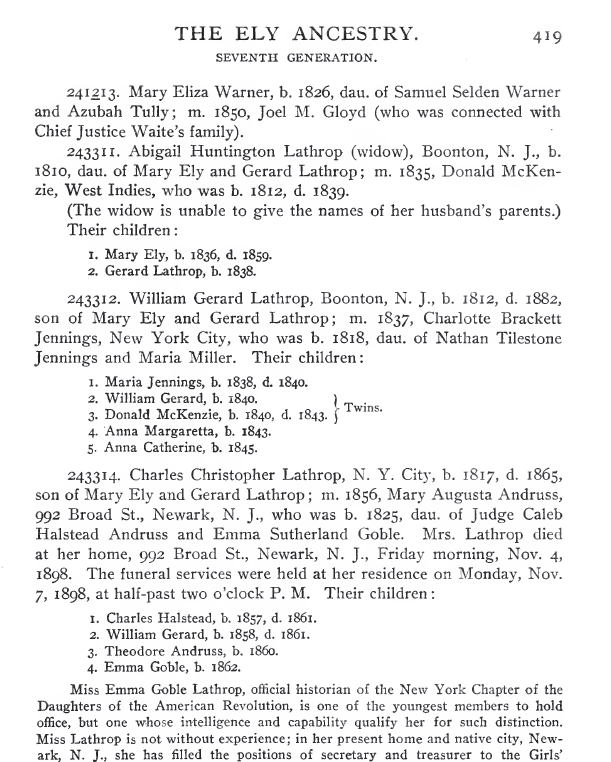 THE ELY ANCESTRY. 419
SEVENTH GENERATION.
241213. Mary Eliza Warner, b. 1826, dau. of Samuel Selden Warner
and Azubah Tully; m. 1850, Joel M. Gloyd (who was connected with
Chief Justice Waite's family).
243311. Abigail Huntington Lathrop (widow), Boonton, N. J., b.
1810, dau. of Mary Ely and Gerard Lathrop; m. 1835, Donald McKen-
zie, West Indies, who was b. 1812, d. 1839.
(The widow is unable to give the names of her husband's parents.)
Their children:
1. Mary Ely, b. 1836, d. 1859.
2. Gerard Lathrop, b. 1838.
243312. William Gerard Lathrop, Boonton, N. J., b. 1812, d. 1882,
son of Mary Ely and Gerard Lathrop; m. 1837, Charlotte Brackett
Jennings, New York City, who was b. 1818, dau. of Nathan Tilestone
Jennings and Maria Miller. Their children:
1. Maria Jennings, b. 1838, d. 1840.
2. William Gerard, b. 1840.
3. Donald McKenzie, b. 1840, d. 1843. } Twins.
4. Anna Margaretta, b. 1843.
5. Anna Catherine, b. 1845.
243314. Charles Christopher Lathrop, N. Y. City, b. 1817, d. 1865,
son of Mary Ely and Gerard Lathrop; m. 1856, Mary Augusta Andruss,
992 Broad St., Newark, N. J., who was b. 1825, dau. of Judge Caleb
Halstead Andruss and Emma Sutherland Goble. Mrs. Lathrop died
at her home, 992 Broad St., Newark, N. J., Friday morning, Nov. 4,
1898. The funeral services were held at her residence on Monday, Nov.
7, 1898, at half-past two o'clock P. M. Their children:
1. Charles Halstead, b. 1857, d. 1861.
2. William Gerard, b. 1858, d. 1861.
3. Theodore Andruss, b. 1860.
4. Emma Goble, b. 1862.
Miss Emma Goble Lathrop, official historian of the New York Chapter of the
Daughters of the American Revolution, is one of the youngest members to hold
office, but one whose intelligence and capability qualify her for such distinction.
Miss Lathrop is not without experience; in her present home and native city, New-
ark, N. J., she has filled the positions of secretary and treasurer to the Girls'